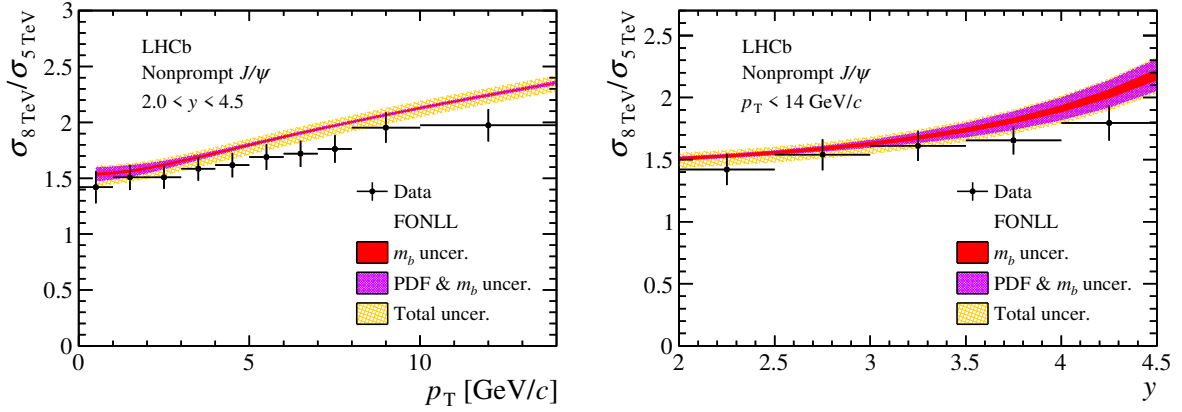 σ8 TeV/σ5 TeV
3
2.5
2
1.5
1
0.5
0
LHCb
Nonprompt J/ψ
2.0 < y < 4.5
Data
FONLL
mb uncer.
PDF & mb uncer.
Total uncer.
0 5 10
pT [GeV/c]
σ8 TeV/σ5 TeV
2.5
2
1.5
1
0.5
0
LHCb
Nonprompt J/ψ
pT < 14 GeV/c
Data
FONLL
mb uncer.
PDF & mb uncer.
Total uncer.
2 2.5 3 3.5 4 4.5
y